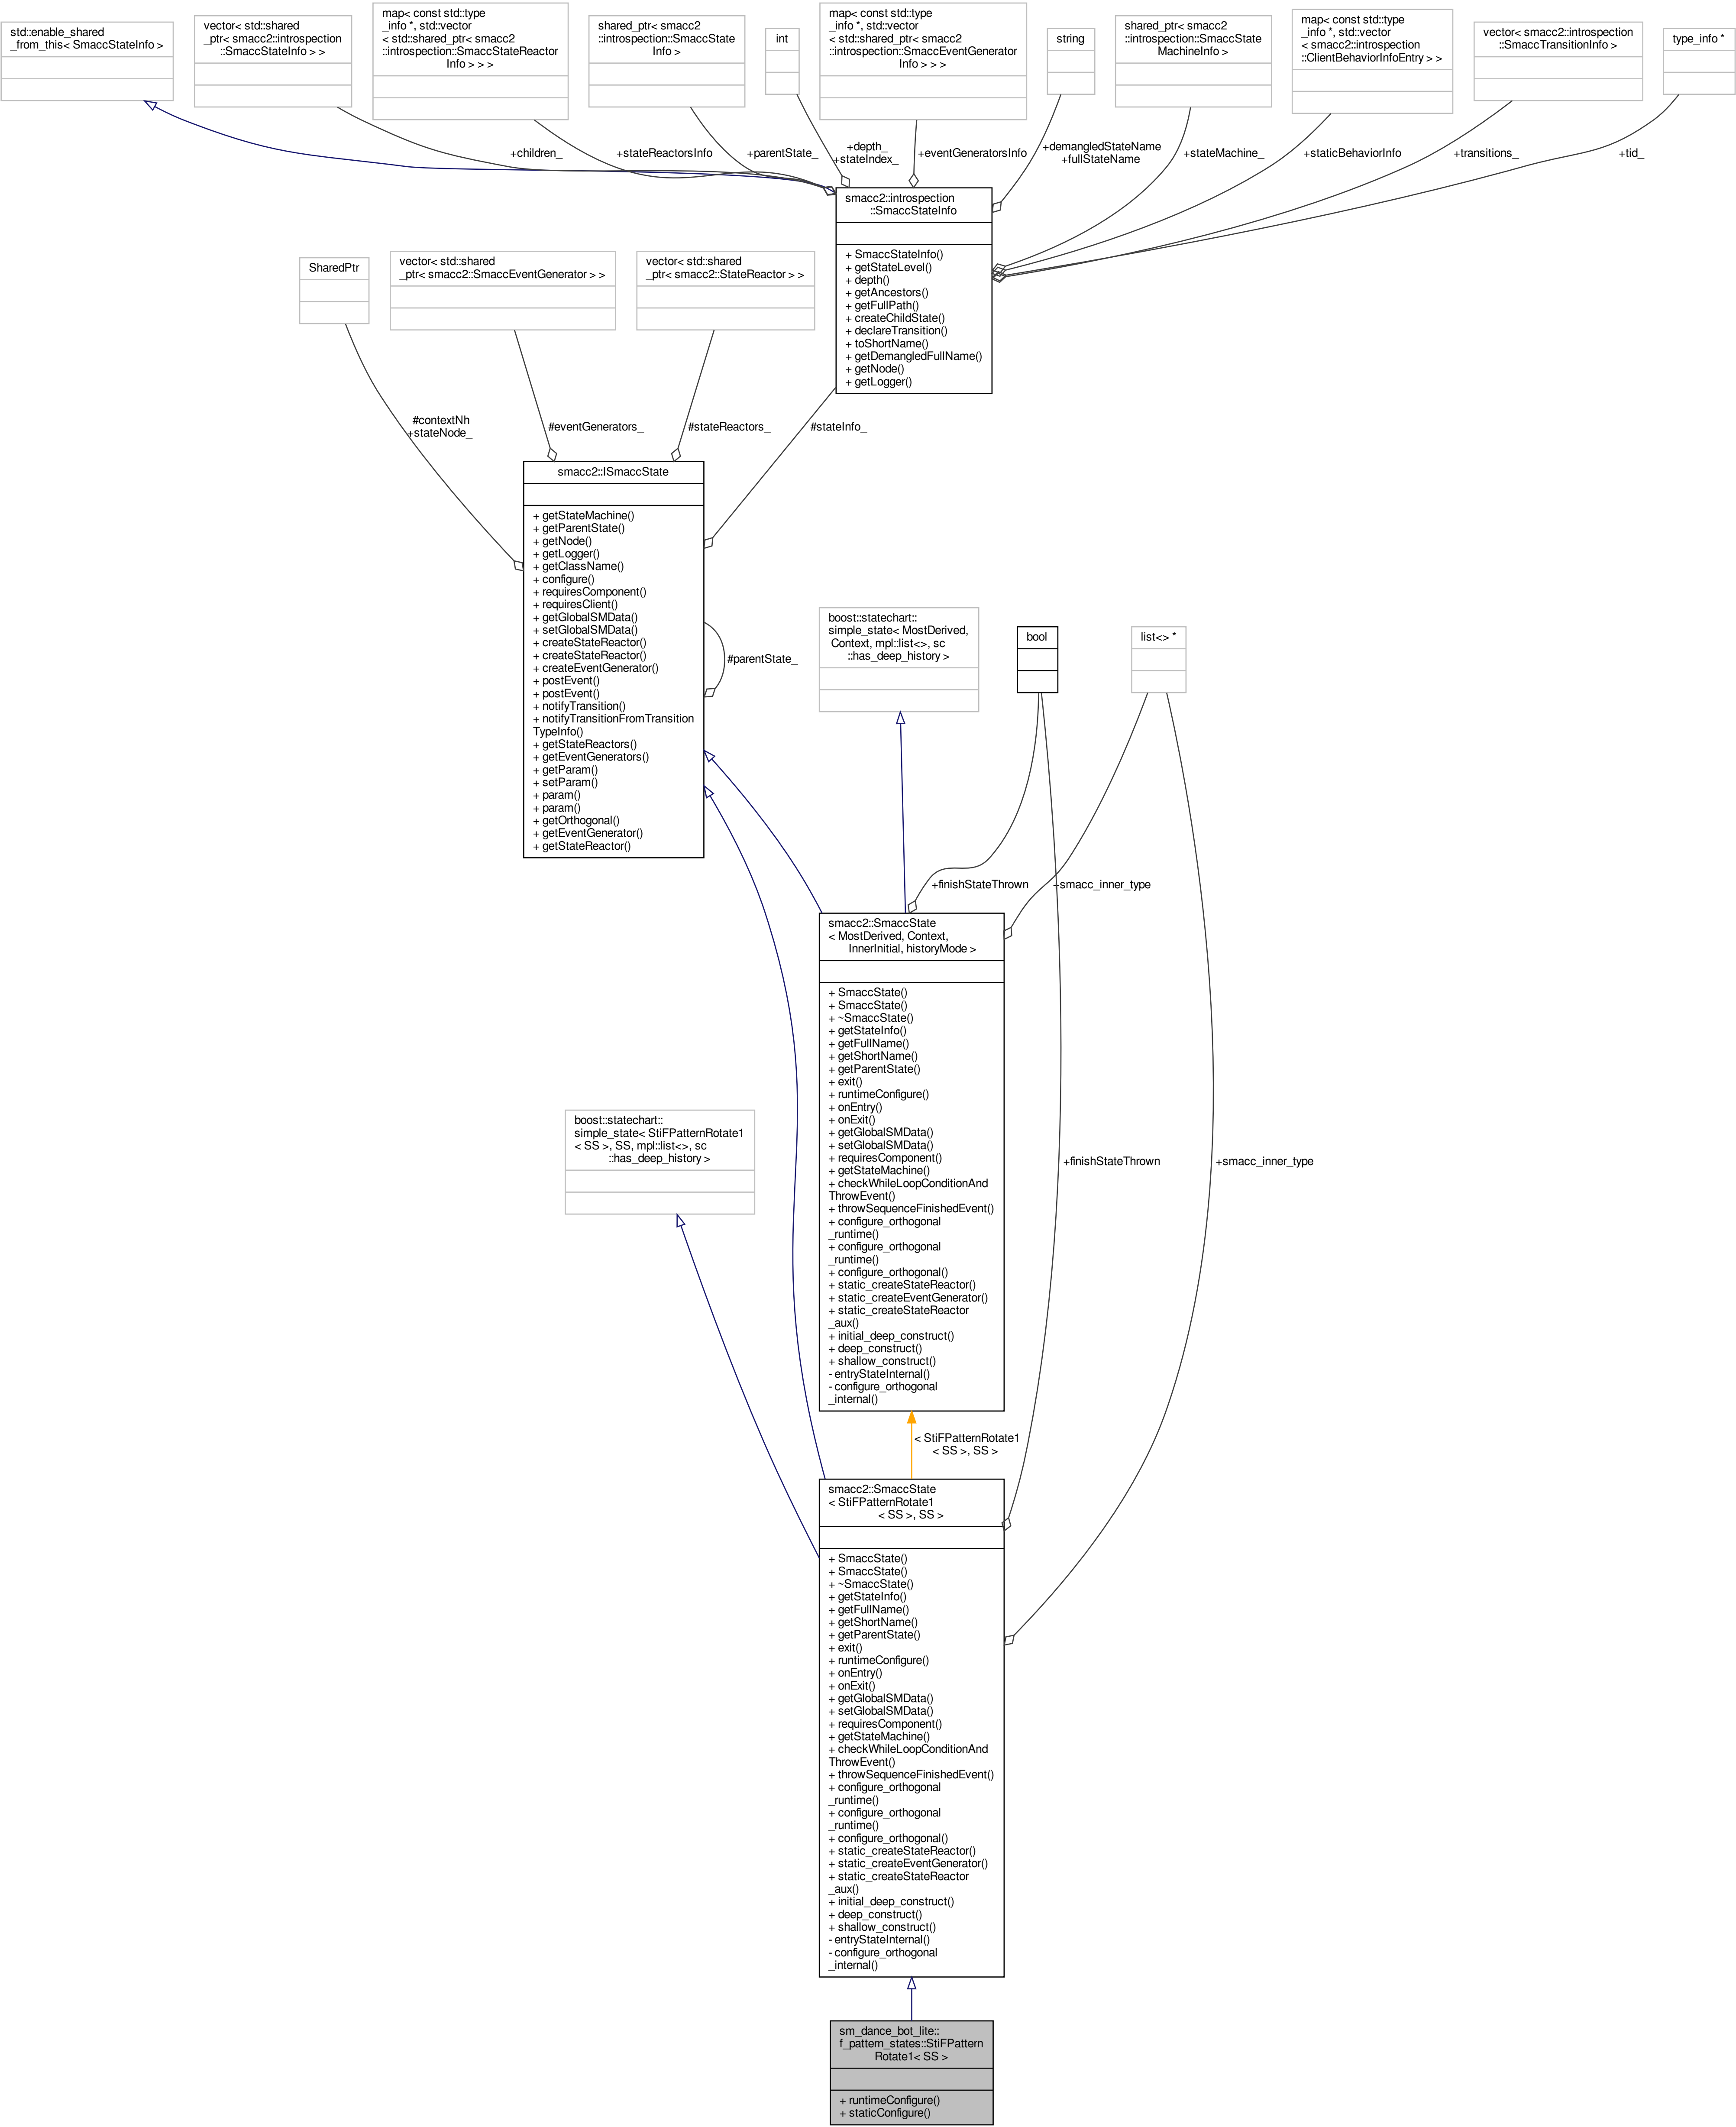 std::enable_shared
_from_this< SmaccStateInfo >
vector< std::shared
_ptr< smacc2::introspection
::SmaccStateInfo > >
map< const std::type
_info *, std::vector
< std::shared_ptr< smacc2
::introspection::SmaccStateReactor
Info > > >
shared_ptr< smacc2
::introspection::SmaccState
Info >
int
map< const std::type
_info *, std::vector
< std::shared_ptr< smacc2
::introspection::SmaccEventGenerator
Info > > >
string
shared_ptr< smacc2
::introspection::SmaccState
MachineInfo >
map< const std::type
_info *, std::vector
< smacc2::introspection
::ClientBehaviorInfoEntry > >
vector< smacc2::introspection
::SmaccTransitionInfo >
type_info *
+children_
+stateReactorsInfo
+parentState_
+depth_
+stateIndex_
+eventGeneratorsInfo
+demangledStateName
+fullStateName
+stateMachine_
+staticBehaviorInfo
+transitions_
+tid_
smacc2::introspection
::SmaccStateInfo
+ SmaccStateInfo()
+ getStateLevel()
+ depth()
+ getAncestors()
+ getFullPath()
+ createChildState()
+ declareTransition()
+ toShortName()
+ getDemangledFullName()
+ getNode()
+ getLogger()
SharedPtr
vector< std::shared
_ptr< smacc2::SmaccEventGenerator > >
vector< std::shared
_ptr< smacc2::StateReactor > >
#contextNh
+stateNode_
#eventGenerators_
#stateReactors_
#stateInfo_
smacc2::ISmaccState
+ getStateMachine()
+ getParentState()
+ getNode()
+ getLogger()
+ getClassName()
+ configure()
+ requiresComponent()
+ requiresClient()
+ getGlobalSMData()
+ setGlobalSMData()
+ createStateReactor()
+ createStateReactor()
+ createEventGenerator()
+ postEvent()
+ postEvent()
+ notifyTransition()
+ notifyTransitionFromTransition
TypeInfo()
+ getStateReactors()
+ getEventGenerators()
+ getParam()
+ setParam()
+ param()
+ param()
+ getOrthogonal()
+ getEventGenerator()
+ getStateReactor()
#parentState_
boost::statechart::
simple_state< MostDerived,
Context, mpl::list<>, sc
::has_deep_history >
bool
list<> *
+finishStateThrown
+smacc_inner_type
smacc2::SmaccState
< MostDerived, Context,
InnerInitial, historyMode >
+ SmaccState()
+ SmaccState()
+ ~SmaccState()
+ getStateInfo()
+ getFullName()
+ getShortName()
+ getParentState()
+ exit()
+ runtimeConfigure()
+ onEntry()
+ onExit()
+ getGlobalSMData()
+ setGlobalSMData()
+ requiresComponent()
+ getStateMachine()
+ checkWhileLoopConditionAnd
ThrowEvent()
+ throwSequenceFinishedEvent()
+ configure_orthogonal
_runtime()
+ configure_orthogonal
_runtime()
+ configure_orthogonal()
+ static_createStateReactor()
+ static_createEventGenerator()
+ static_createStateReactor
_aux()
+ initial_deep_construct()
+ deep_construct()
+ shallow_construct()
- entryStateInternal()
- configure_orthogonal
_internal()
boost::statechart::
simple_state< StiFPatternRotate1
< SS >, SS, mpl::list<>, sc
::has_deep_history >
+finishStateThrown
+smacc_inner_type
< StiFPatternRotate1
< SS >, SS >
smacc2::SmaccState
< StiFPatternRotate1
< SS >, SS >
+ SmaccState()
+ SmaccState()
+ ~SmaccState()
+ getStateInfo()
+ getFullName()
+ getShortName()
+ getParentState()
+ exit()
+ runtimeConfigure()
+ onEntry()
+ onExit()
+ getGlobalSMData()
+ setGlobalSMData()
+ requiresComponent()
+ getStateMachine()
+ checkWhileLoopConditionAnd
ThrowEvent()
+ throwSequenceFinishedEvent()
+ configure_orthogonal
_runtime()
+ configure_orthogonal
_runtime()
+ configure_orthogonal()
+ static_createStateReactor()
+ static_createEventGenerator()
+ static_createStateReactor
_aux()
+ initial_deep_construct()
+ deep_construct()
+ shallow_construct()
- entryStateInternal()
- configure_orthogonal
_internal()
sm_dance_bot_lite::
f_pattern_states::StiFPattern
Rotate1< SS >
+ runtimeConfigure()
+ staticConfigure()